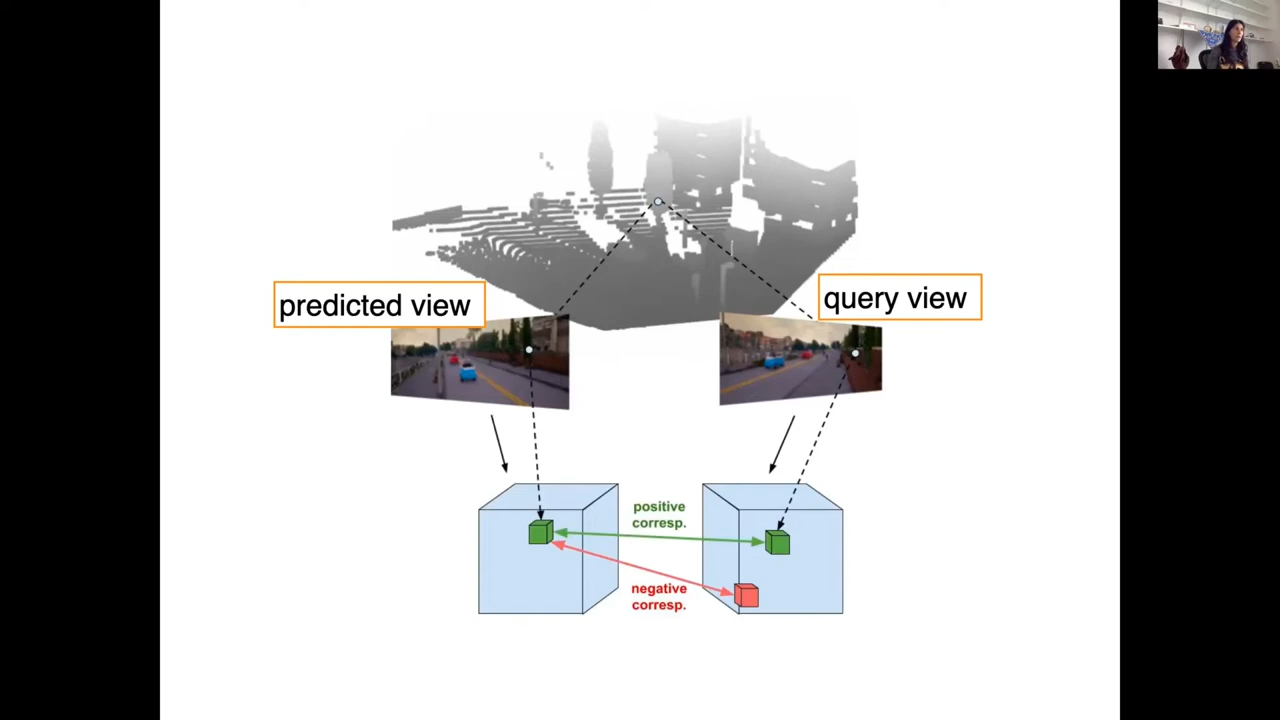 predicted view
query view
positive
corresp.
negative
corresp.